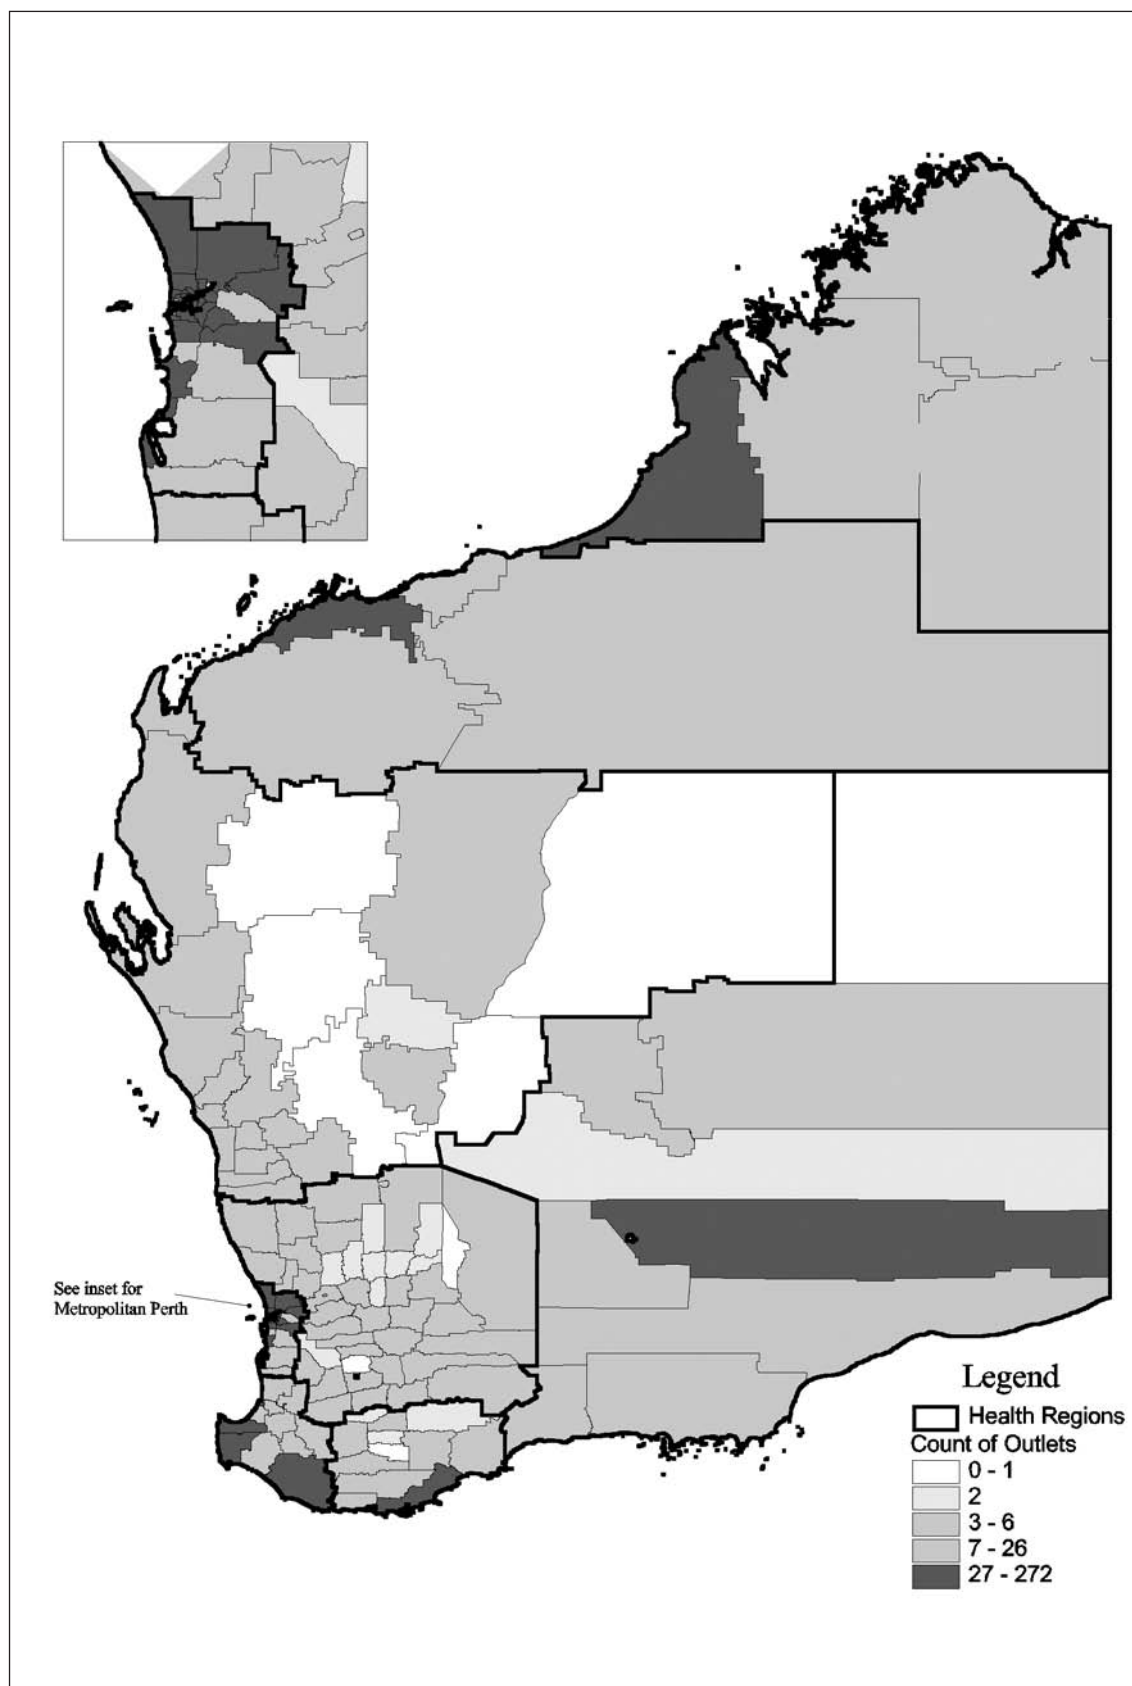 See inset for
Metropolitan Perth
Legend
Health Regions
Count of Outlets
0 - 1
2
3 - 6
7 - 26
27 - 272